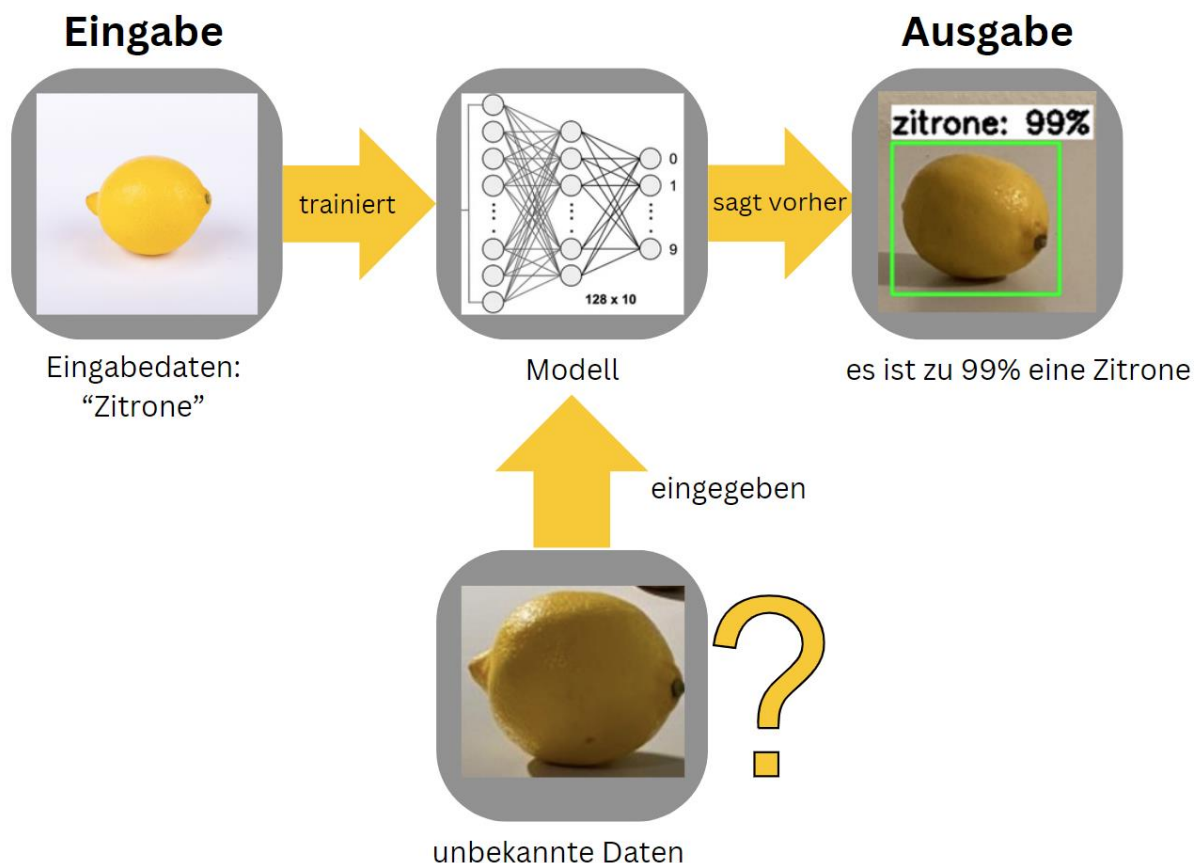 Eingabe
Ausgabe
zitrone: 99%
trainiert
sagt vorher
0
1
9
128 x 10
Eingabedaten:
“Zitrone”
Modell
es ist zu 99% eine Zitrone
eingegeben
?
unbekannte Daten